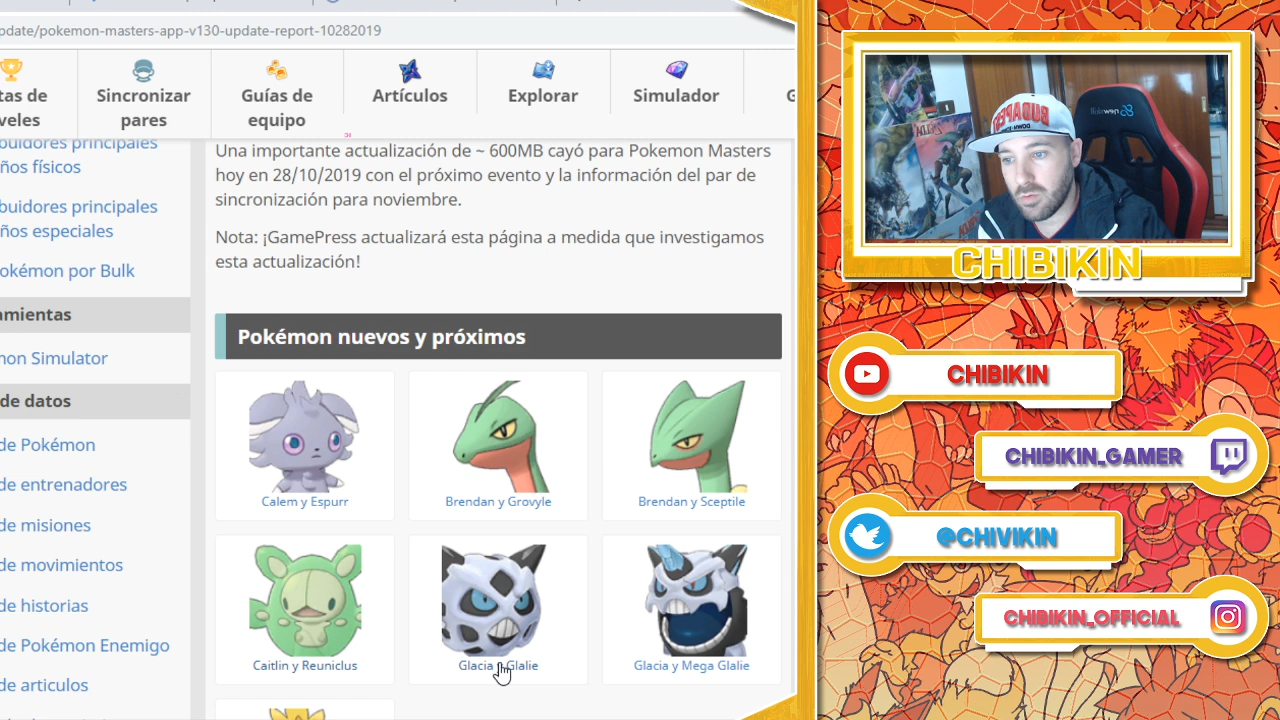 pdate/pokemon-masters-app-v130-update-report-10282019
tas de
veles
Sincronizar
pares
Guías de
equipo
Artículos
Explorar
Simulador
G
buidores principales
ños físicos
buidores principales
ños especiales
okémon por Bulk
amientas
non Simulator
de datos
de Pokémon
de entrenadores
de misiones
de movimientos
de historias
de Pokémon Enemigo
de articulos
Una importante actualización de ~ 600MB cayó para Pokemon Masters
hoy en 28/10/2019 con el próximo evento y la información del par de
sincronización para noviembre.
Nota: ¡GamePress actualizará esta página a medida que investigamos
esta actualización!
Pokémon nuevos y próximos
Calem y Espurr
Brendan y Grovyle
Brendan y Sceptile
Caitlin y Reuniclus
Glacia y Glalie
Glacia y Mega Glalie
BUDAPEST
CHIBIKIN
CHIBIKIN
CHIBIKIN_GAMER
@CHIVIKIN
CHIBIKIN_OFFICIAL